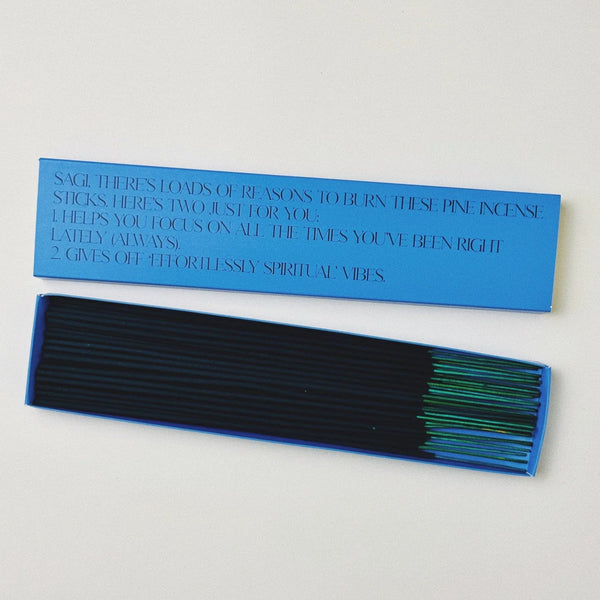 SAGI, THERE'S LOADS OF REASONS TO BURN THESE PINE INCENSE
STICKS, HERE'S TWO JUST FOR YOU:
1. HELPS YOU FOCUS ON ALL THE TIMES YOU'VE BEEN RIGHT
LATELY (ALWAYS).
2. GIVES OFF 'EFFORTLESSLY SPIRITUAL' VIBES.